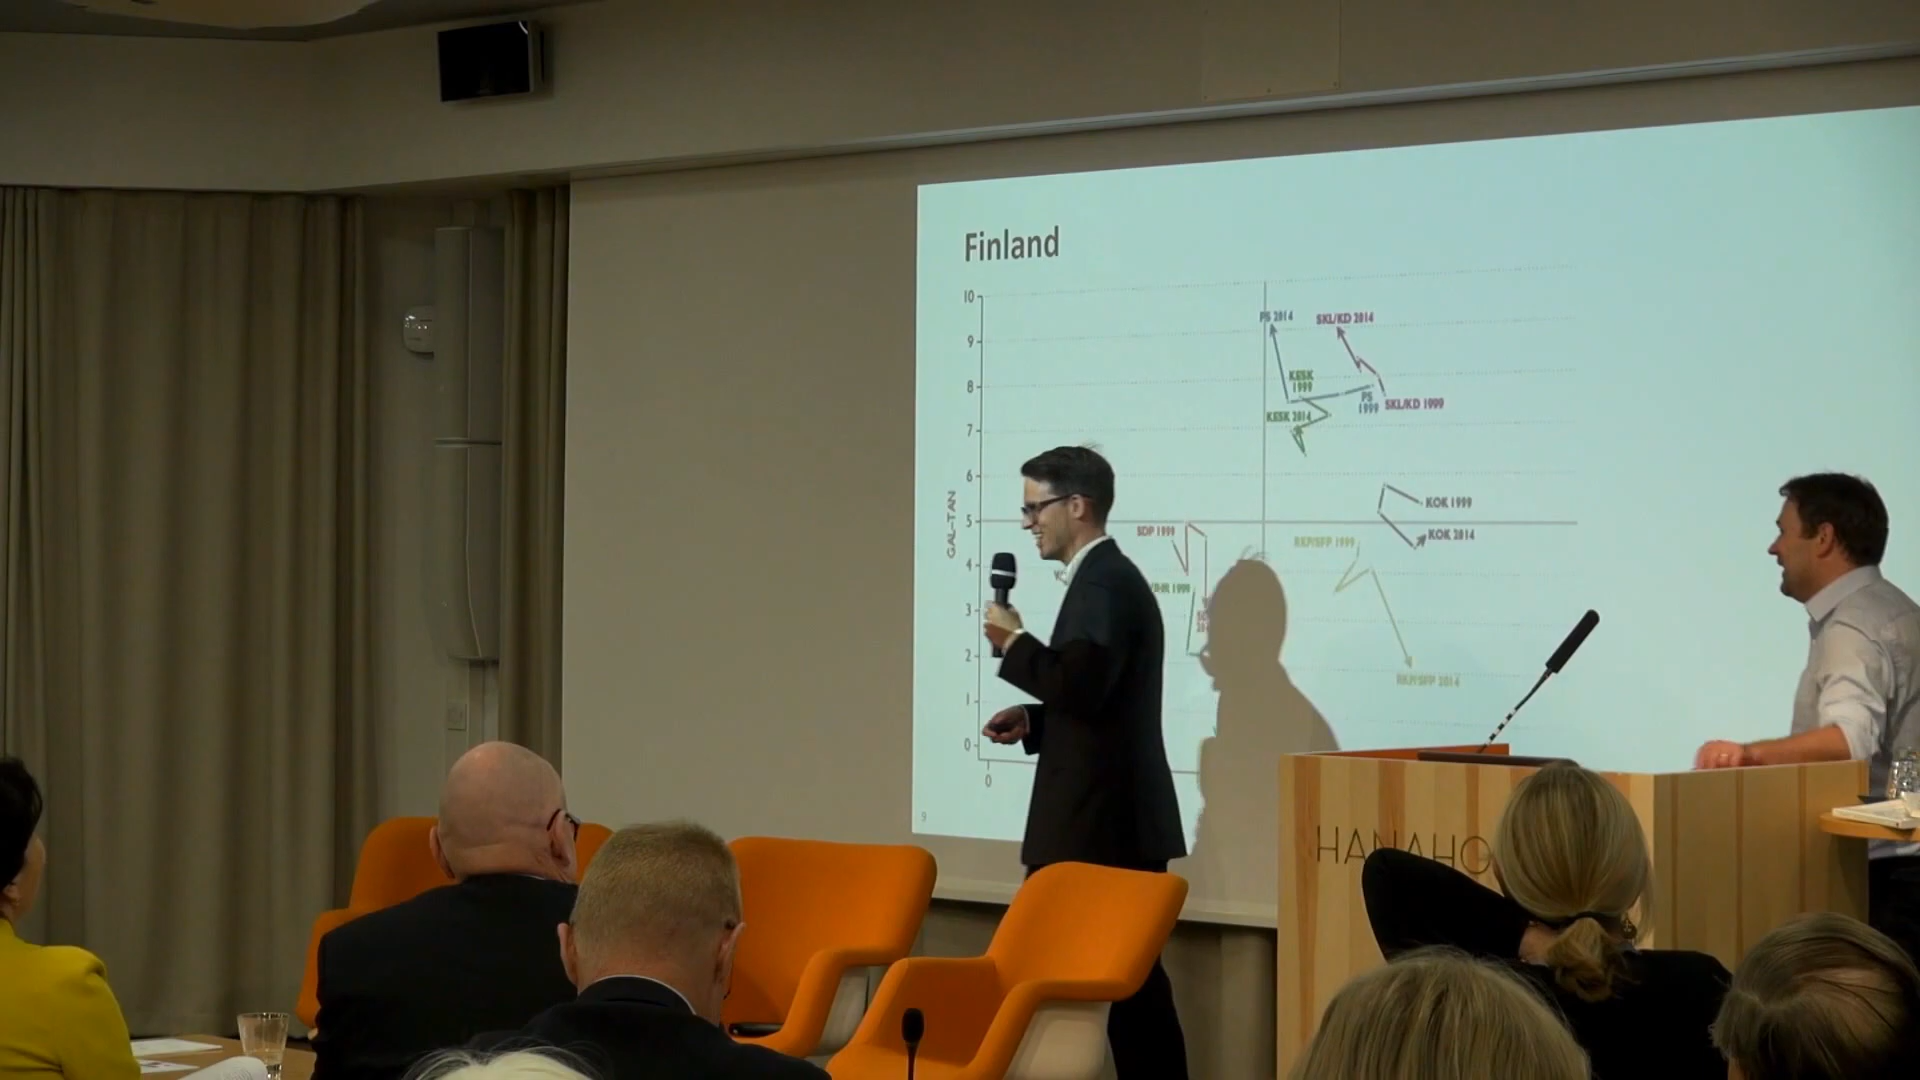 Finland
10
9
8
7
6
5
4
3
2
1
0
0
GAL-TAN
PS 2014
SKL/KD 2014
KESK
1999
PS
1999
SKL/KD 1999
KESK 2014
KOK 1999
KOK 2014
SDP 1999
RKP/SFP 1999
1999
RKP/SFP 2014
9
HANAHO